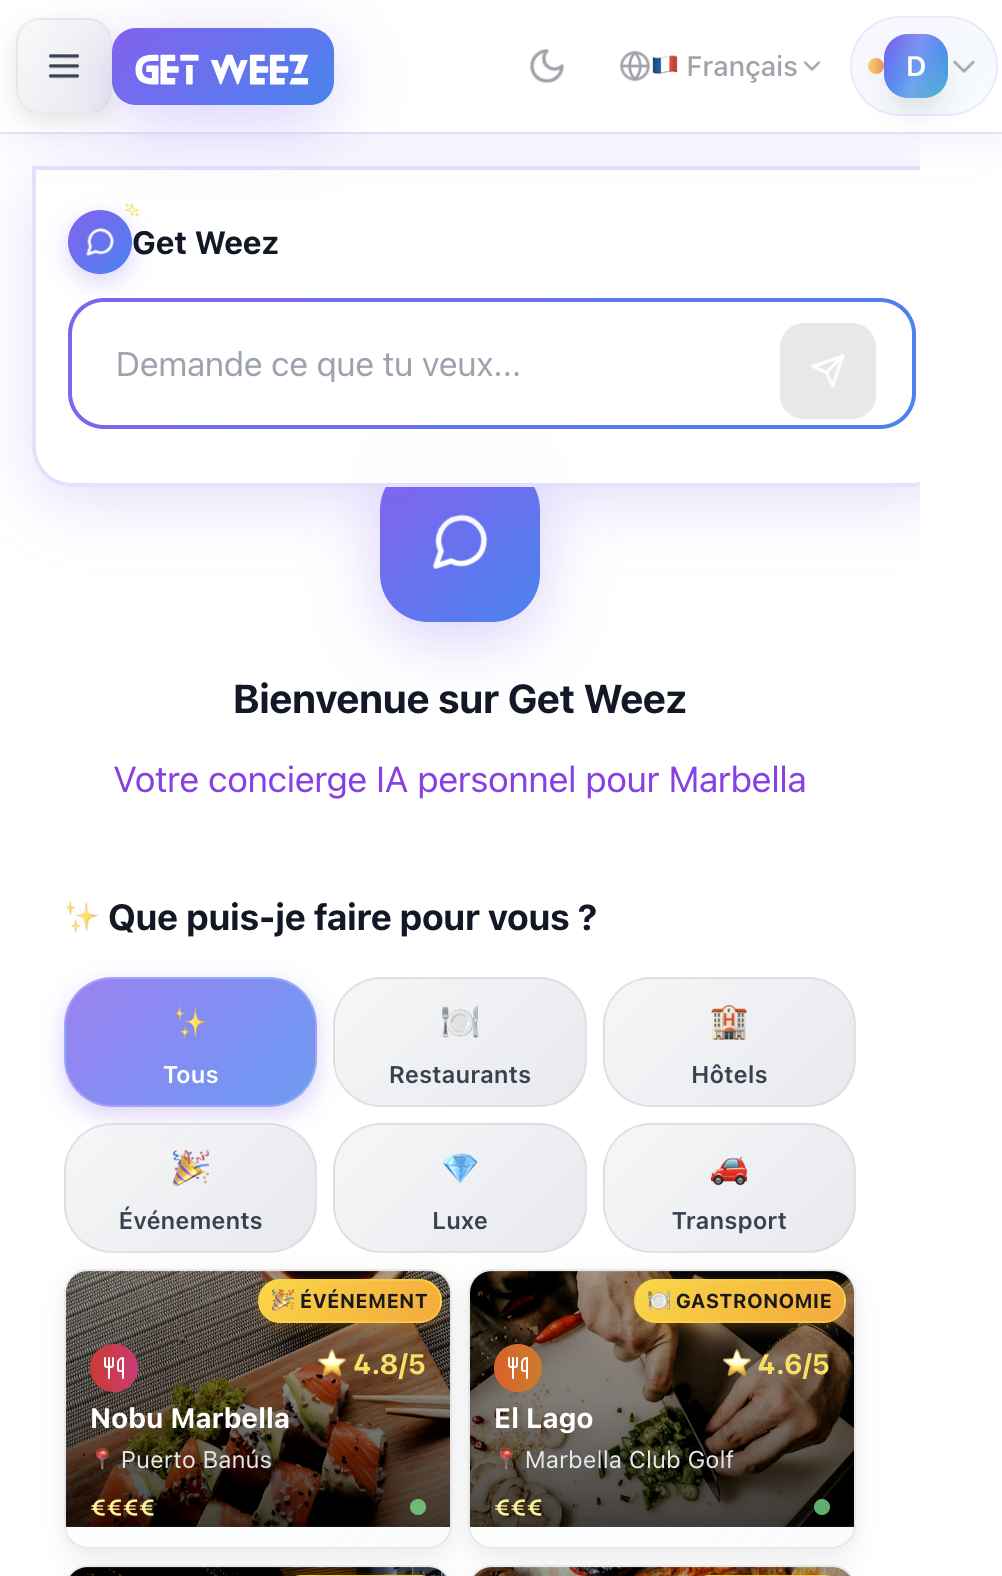 GET WEEZ
Français
D
Get Weez
Demande ce que tu veux...
Bienvenue sur Get Weez
Votre concierge IA personnel pour Marbella
✨ Que puis-je faire pour vous ?
Tous
Restaurants
Hôtels
Événements
Luxe
Transport
ÉVÉNEMENT
4.8/5
Nobu Marbella
Puerto Banús
€€€€
GASTRONOMIE
4.6/5
El Lago
Marbella Club Golf
€€€